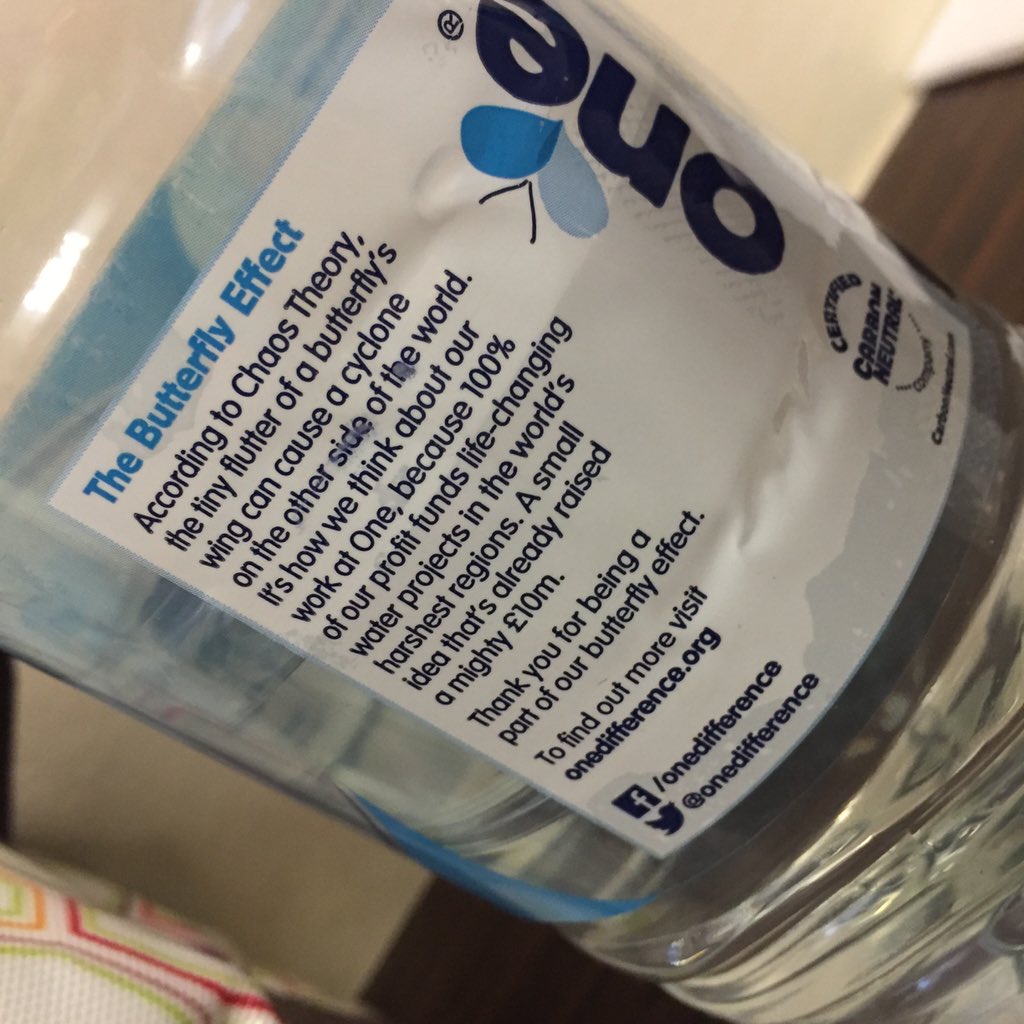 one®
The Butterfly Effect
According to Chaos Theory,
the tiny flutter of a butterfly's
wing can cause a cyclone
on the other side of the world.
It's how we think about our
work at One, because 100%
of our profit funds life-changing
water projects in the world's
harshest regions. A small
idea that's already raised
a mighty £10m.
Thank you for being a
part of our butterfly effect.
To find out more visit
onedifference.org
/onedifference
@onedifference
CERTIFIED
CARBON
NEUTRAL
company